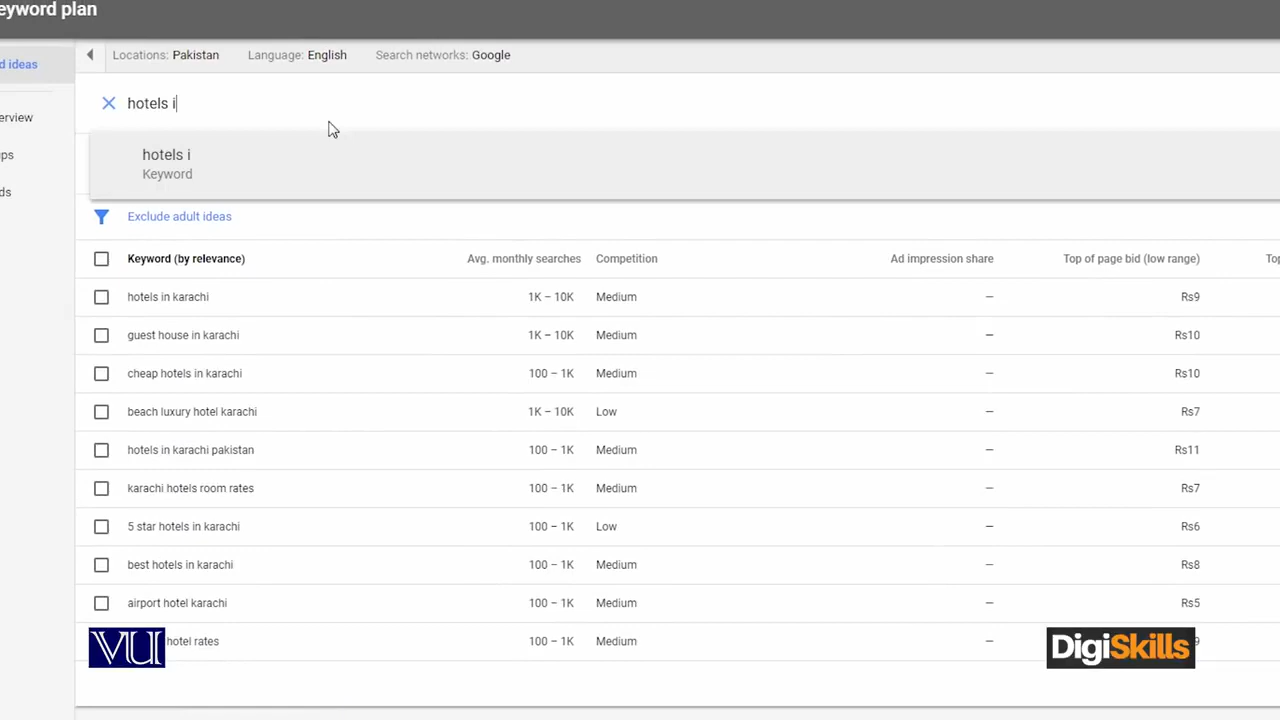 eyword plan
Locations: Pakistan Language: English Search networks: Google
d ideas
hotels i
erview
hotels i
ps
Keyword
ds
Exclude adult ideas
Keyword (by relevance) Avg. monthly searches Competition Ad impression share Top of page bid (low range) Top
hotels in karachi 1K – 10K Medium – Rs9
guest house in karachi 1K – 10K Medium – Rs10
cheap hotels in karachi 100 – 1K Medium – Rs10
beach luxury hotel karachi 1K – 10K Low – Rs7
hotels in karachi pakistan 100 – 1K Medium – Rs11
karachi hotels room rates 100 – 1K Medium – Rs7
5 star hotels in karachi 100 – 1K Low – Rs6
best hotels in karachi 100 – 1K Medium – Rs8
airport hotel karachi 100 – 1K Medium – Rs5
VU hotel rates 100 – 1K Medium – DigiSkills 9